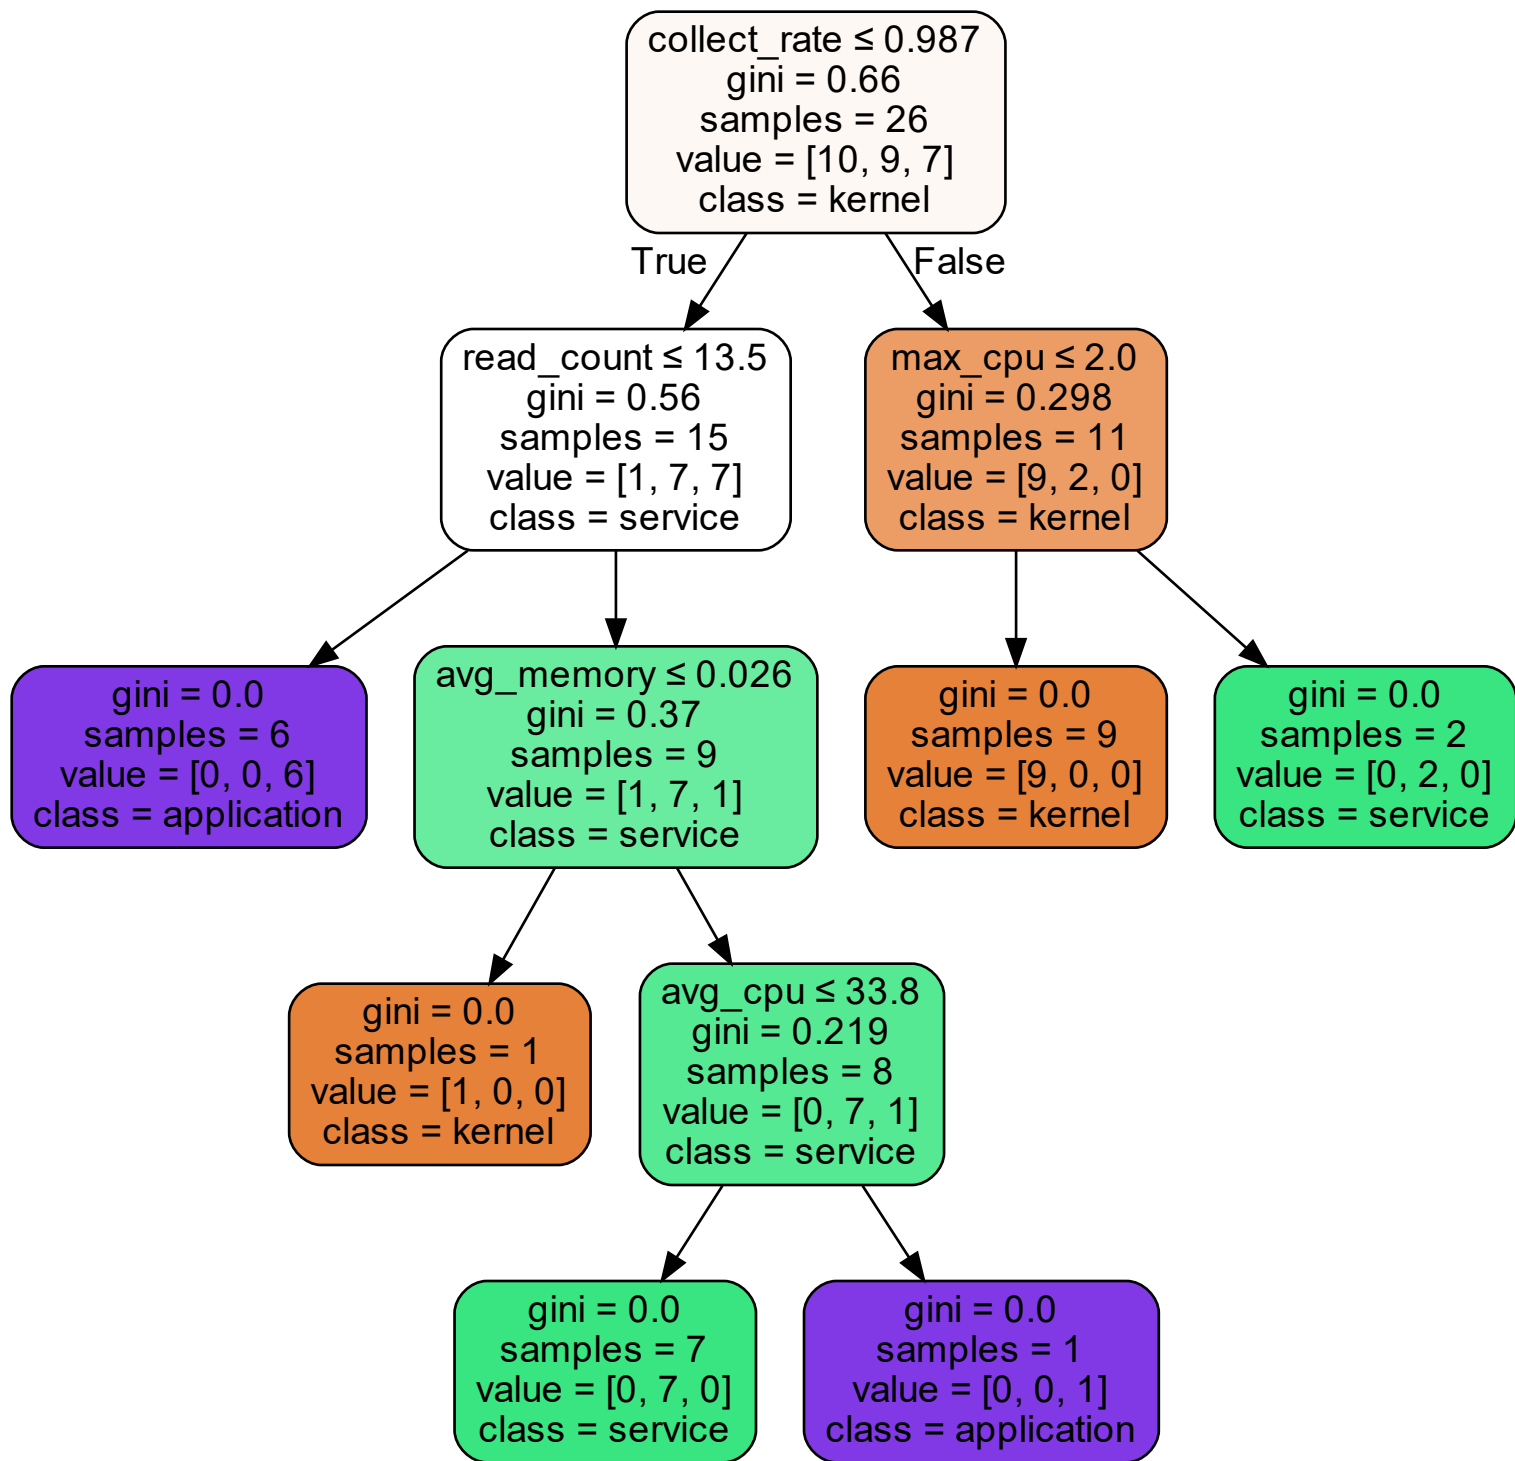 collect_rate ≤ 0.987
gini = 0.66
samples = 26
value = [10, 9, 7]
class = kernel
True
False
read_count ≤ 13.5
gini = 0.56
samples = 15
value = [1, 7, 7]
class = service
max_cpu ≤ 2.0
gini = 0.298
samples = 11
value = [9, 2, 0]
class = kernel
gini = 0.0
samples = 6
value = [0, 0, 6]
class = application
avg_memory ≤ 0.026
gini = 0.37
samples = 9
value = [1, 7, 1]
class = service
gini = 0.0
samples = 9
value = [9, 0, 0]
class = kernel
gini = 0.0
samples = 2
value = [0, 2, 0]
class = service
gini = 0.0
samples = 1
value = [1, 0, 0]
class = kernel
avg_cpu ≤ 33.8
gini = 0.219
samples = 8
value = [0, 7, 1]
class = service
gini = 0.0
samples = 7
value = [0, 7, 0]
class = service
gini = 0.0
samples = 1
value = [0, 0, 1]
class = application